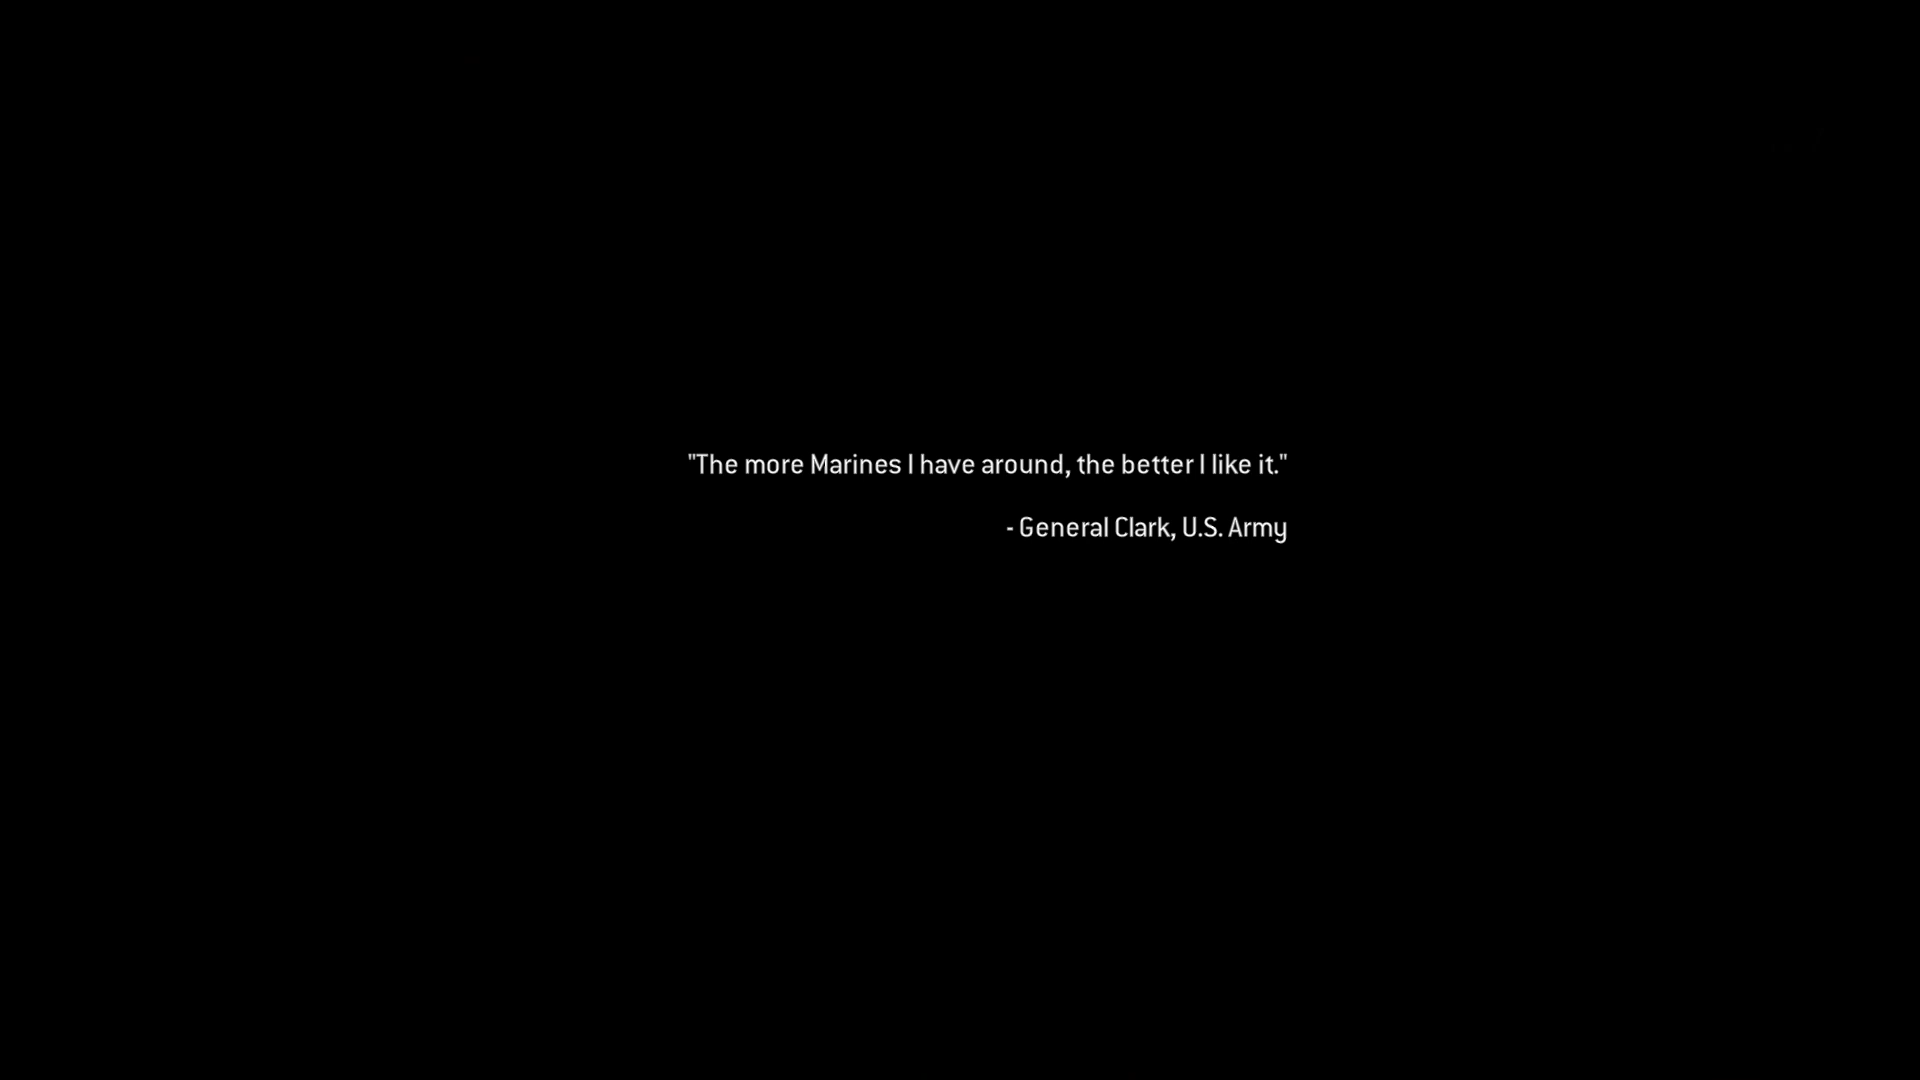 "The more Marines I have around, the better I like it."
- General Clark, U.S. Army